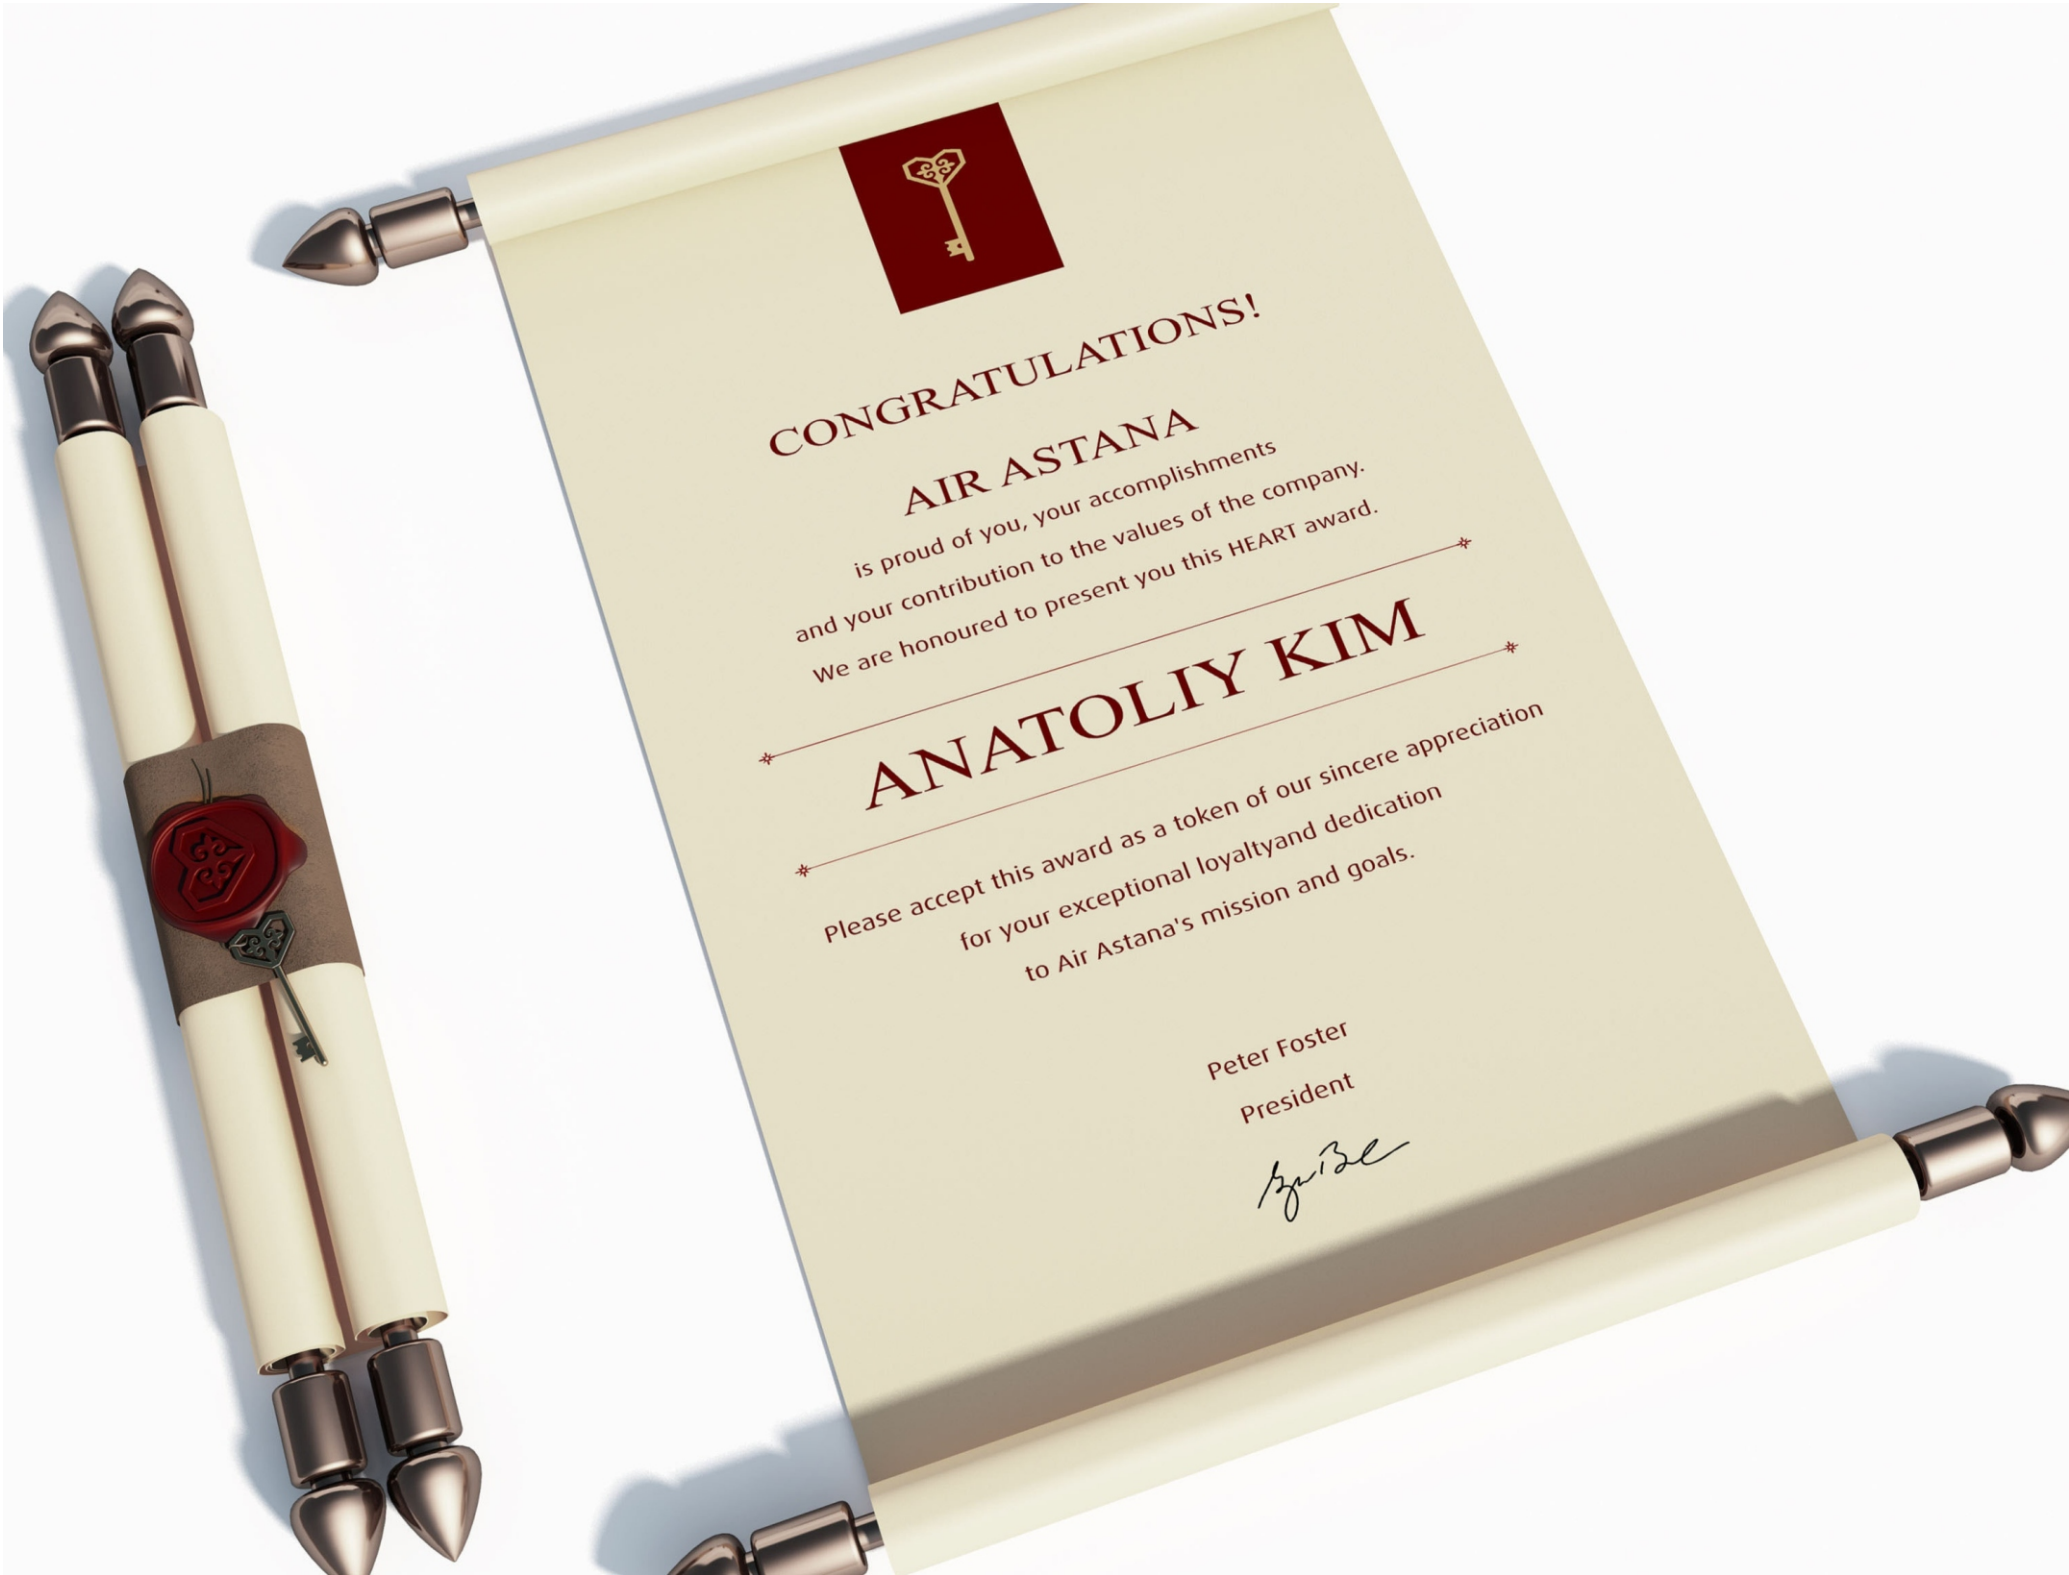 CONGRATULATIONS!
AIR ASTANA
is proud of you, your accomplishments
and your contribution to the values of the company.
We are honoured to present you this HEART award.
ANATOLIY KIM
Please accept this award as a token of our sincere appreciation
for your exceptional loyaltyand dedication
to Air Astana's mission and goals.
Peter Foster
President